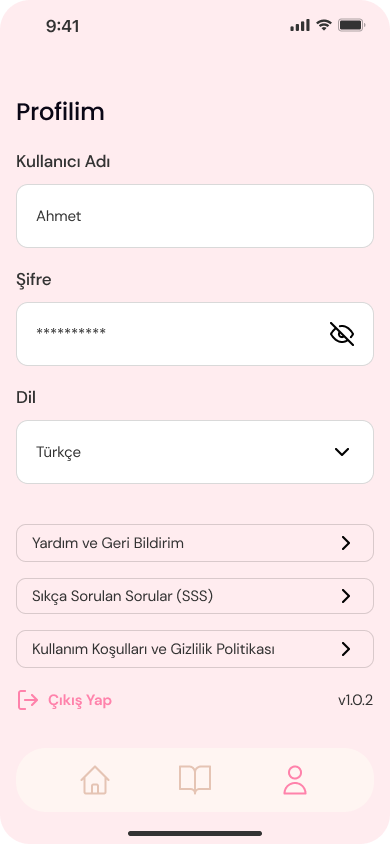 9:41
Profilim
Kullanıcı Adı
Ahmet
Şifre
**********
Dil
Türkçe
Yardım ve Geri Bildirim
Sıkça Sorulan Sorular (SSS)
Kullanım Koşulları ve Gizlilik Politikası
Çıkış Yap
v1.0.2